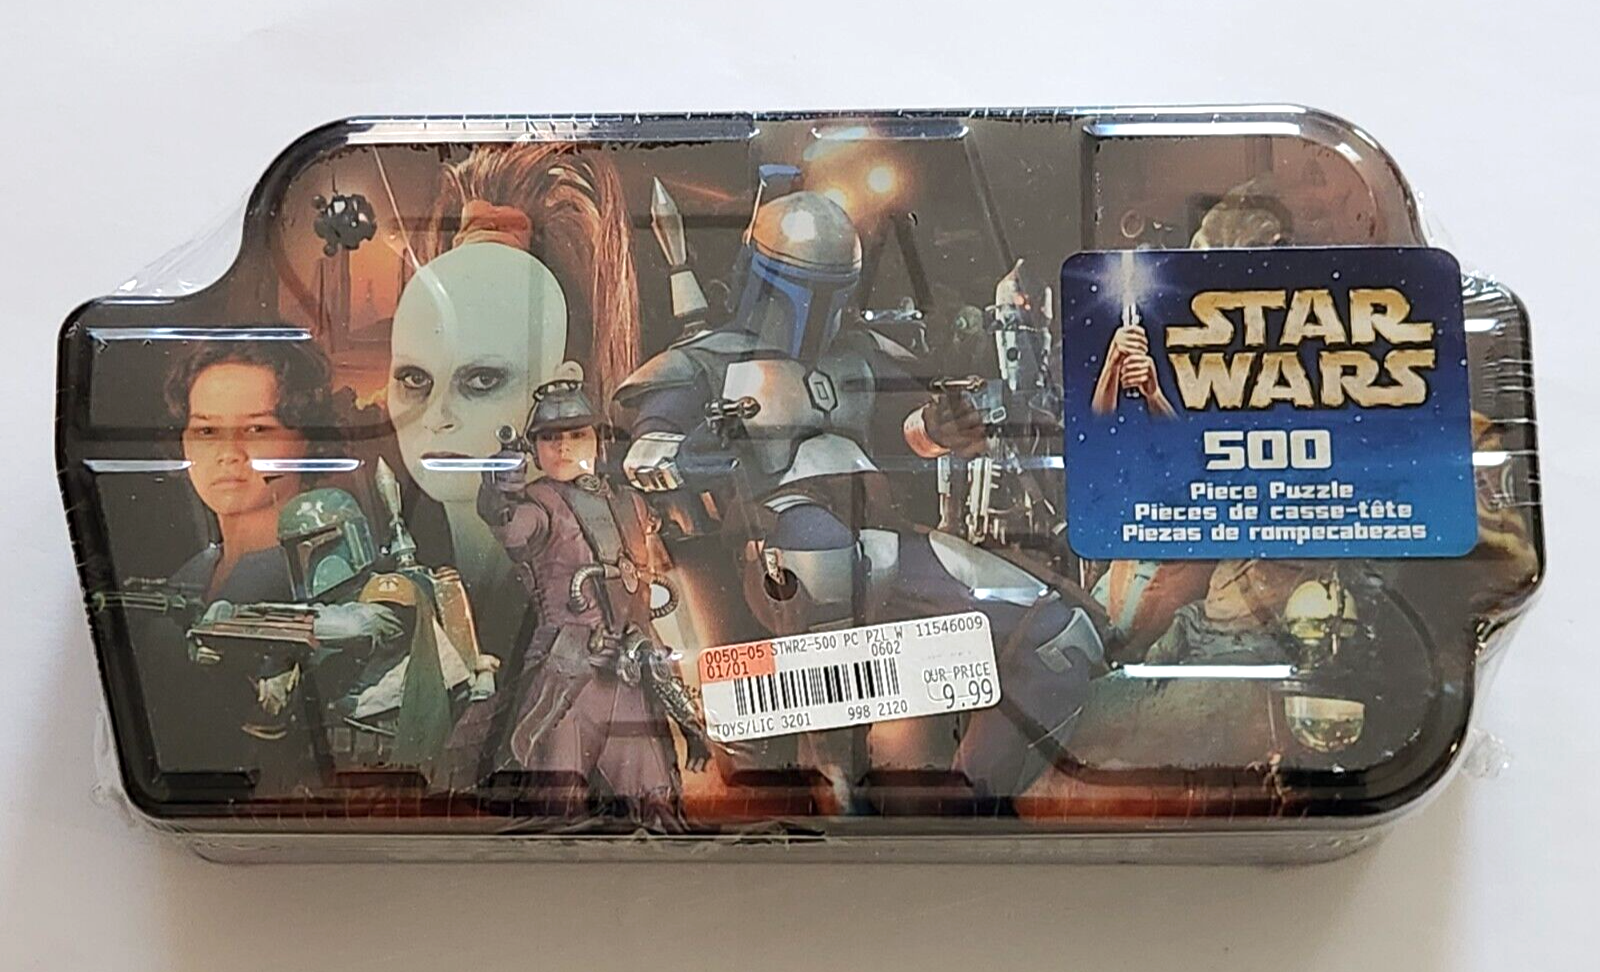 STAR
WARS
500
Piece Puzzle
Pièces de casse-tête
Piezas de rompecabezas
0050-05 STWR2-500 PC PZL W 11546009
01/01 0602
OUR PRICE
9.99
TOYS/LIC 3201 998 2120